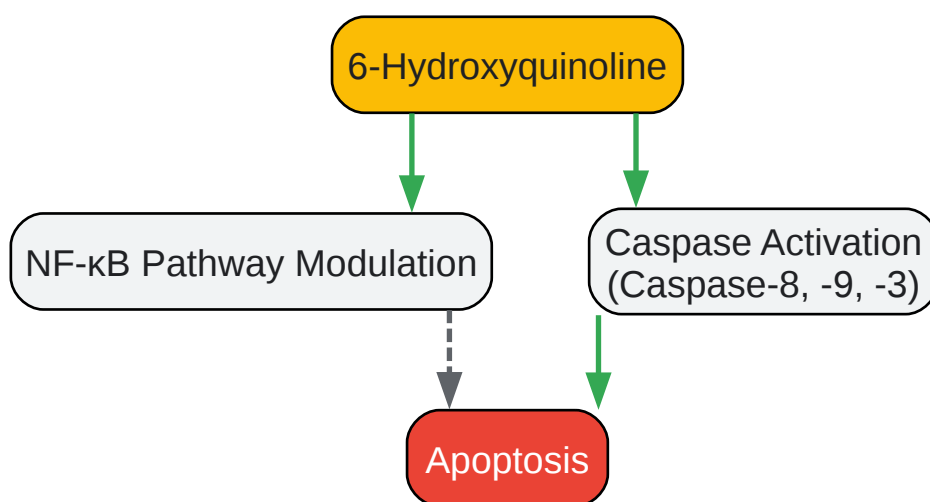 6-Hydroxyquinoline
NF-κB Pathway Modulation
Caspase Activation
(Caspase-8, -9, -3)
Apoptosis